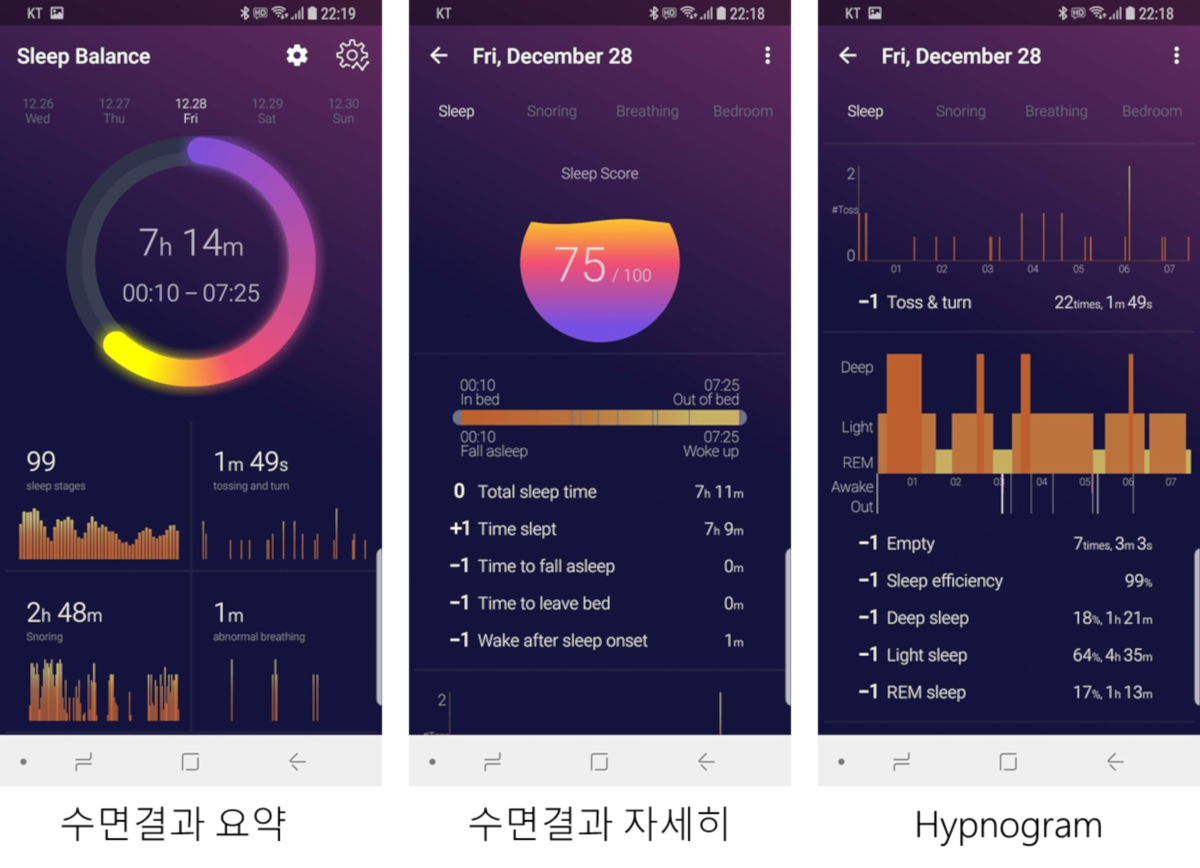 KT 22:19
Sleep Balance
12.26 12.27 12.28 12.29 12.30
Wed Thu Fri Sat Sun
7h 14m
00:10 – 07:25
99
sleep stages
1m 49s
tossing and turn
2h 48m
Snoring
1m
abnormal breathing
수면결과 요약
KT 22:18
Fri, December 28
Sleep Snoring Breathing Bedroom
Sleep Score
75 / 100
00:10 07:25
In bed Out of bed
00:10 07:25
Fall asleep Woke up
0 Total sleep time 7h 11m
+1 Time slept 7h 9m
−1 Time to fall asleep 0m
−1 Time to leave bed 0m
−1 Wake after sleep onset 1m
2
수면결과 자세히
KT 22:18
Fri, December 28
Sleep Snoring Breathing Bedroom
2
#Toss
0
01 02 03 04 05 06 07
−1 Toss & turn 22times, 1m 49s
Deep
Light
REM
Awake
Out
01 02 04 05 06 07
−1 Empty 7times, 3m 3s
−1 Sleep efficiency 99%
−1 Deep sleep 18%, 1h 21m
−1 Light sleep 64%, 4h 35m
−1 REM sleep 17%, 1h 13m
Hypnogram